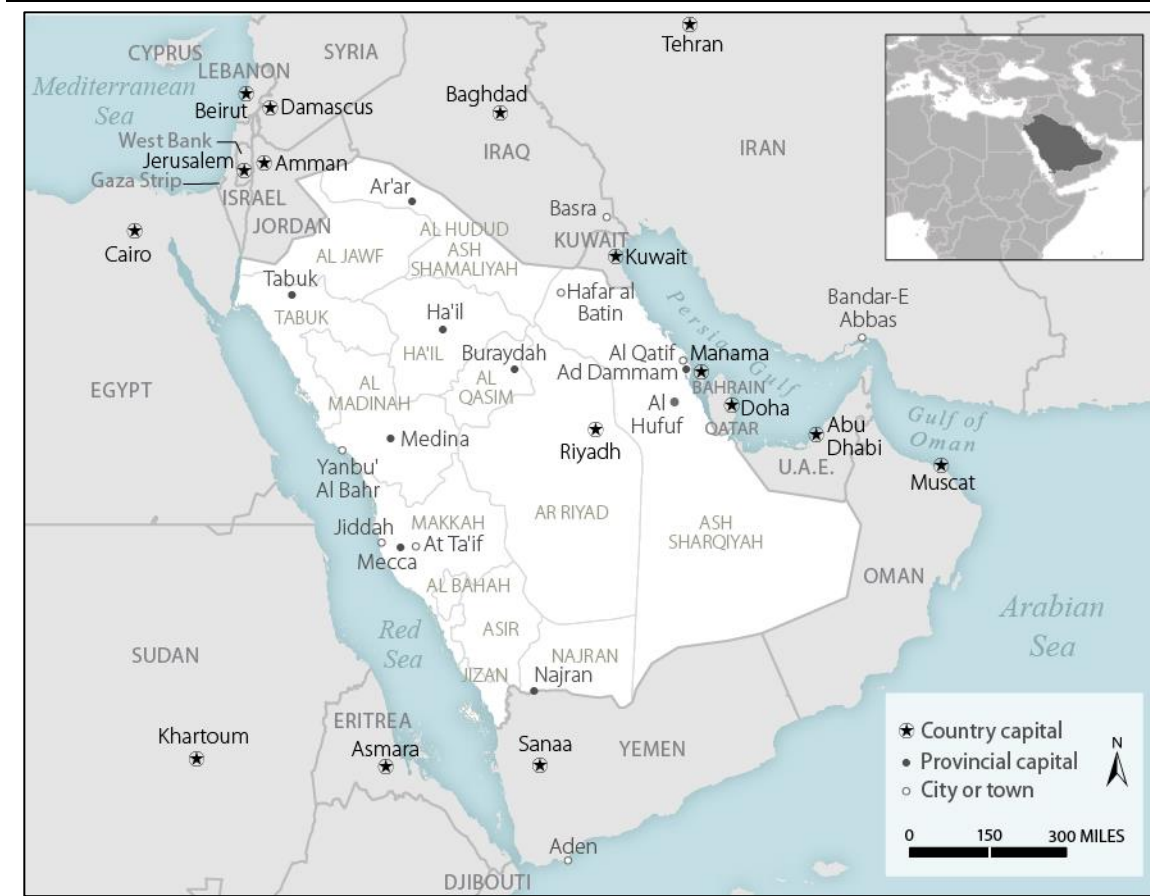 Tehran
CYPRUS
SYRIA
LEBANON
Mediterranean
Sea
Beirut
Damascus
Baghdad
West Bank
Jerusalem
Amman
IRAQ
IRAN
Gaza Strip
ISRAEL
Ar'ar
JORDAN
Basra
AL HUDUD
ASH
SHAMALIYAH
KUWAIT
Cairo
AL JAWF
Kuwait
Tabuk
Hafar al
Batin
TABUK
Ha'il
Bandar-E
Abbas
Persian Gulf
HA'IL
Buraydah
Al Qatif
Manama
Ad Dammam
EGYPT
AL
MADINAH
AL
QASIM
BAHRAIN
Al
Hufuf
Doha
QATAR
Abu
Dhabi
Gulf of
Oman
Medina
Riyadh
U.A.E.
Muscat
Yanbu'
Al Bahr
AR RIYAD
MAKKAH
ASH
SHARQIYAH
Jiddah
At Ta'if
Mecca
OMAN
AL BAHAH
Arabian
Sea
Red
Sea
ASIR
SUDAN
NAJRAN
JIZAN
Najran
ERITREA
Khartoum
Asmara
Sanaa
YEMEN
Aden
DJIBOUTI
Country capital
Provincial capital
City or town
N
0 150 300 MILES